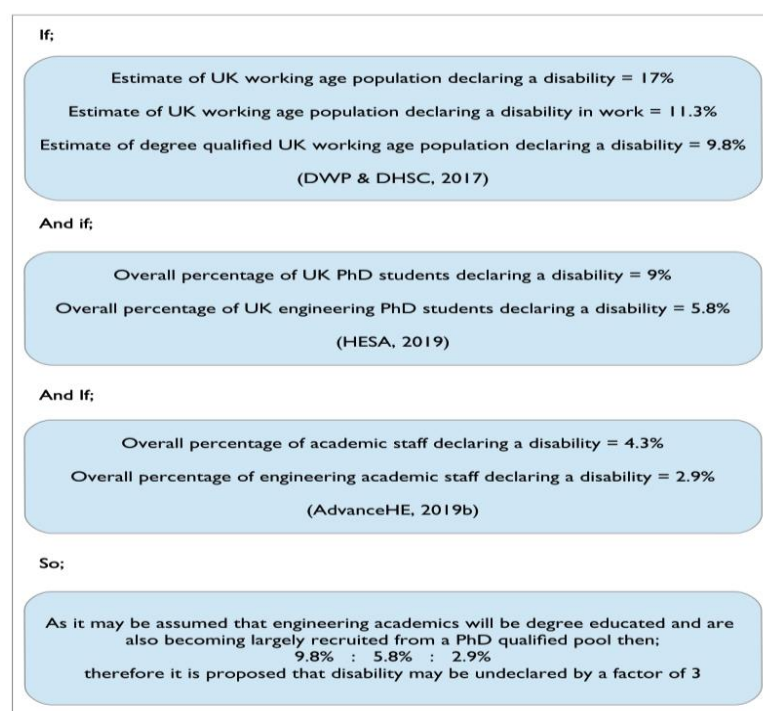 If;
Estimate of UK working age population declaring a disability = 17%
Estimate of UK working age population declaring a disability in work = 11.3%
Estimate of degree qualified UK working age population declaring a disability = 9.8%
(DWP & DHSC, 2017)
And if;
Overall percentage of UK PhD students declaring a disability = 9%
Overall percentage of UK engineering PhD students declaring a disability = 5.8%
(HESA, 2019)
And If;
Overall percentage of academic staff declaring a disability = 4.3%
Overall percentage of engineering academic staff declaring a disability = 2.9%
(AdvanceHE, 2019b)
So;
As it may be assumed that engineering academics will be degree educated and are
also becoming largely recruited from a PhD qualified pool then;
9.8% : 5.8% : 2.9%
therefore it is proposed that disability may be undeclared by a factor of 3